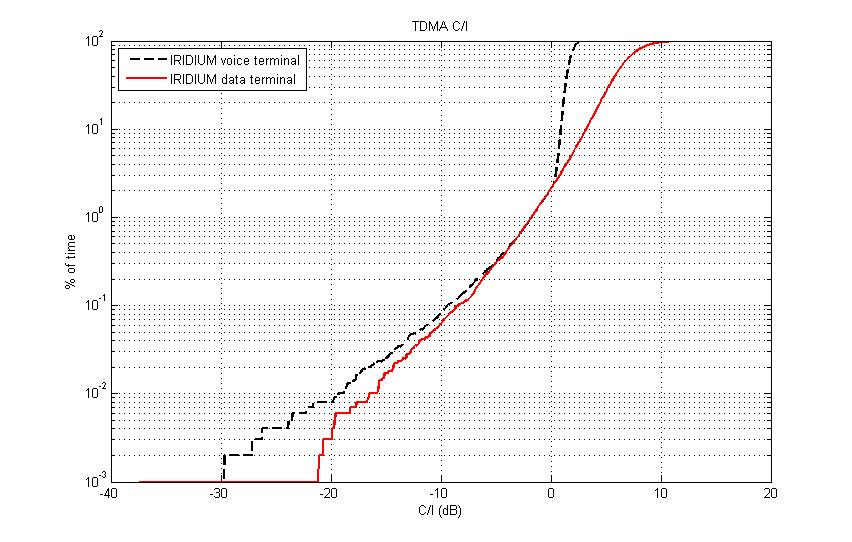 TDMA C/I
IRIDIUM voice terminal
IRIDIUM data terminal
10^2
10^1
10^0
10^-1
10^-2
10^-3
% of time
-40 -30 -20 -10 0 10 20
C/I (dB)